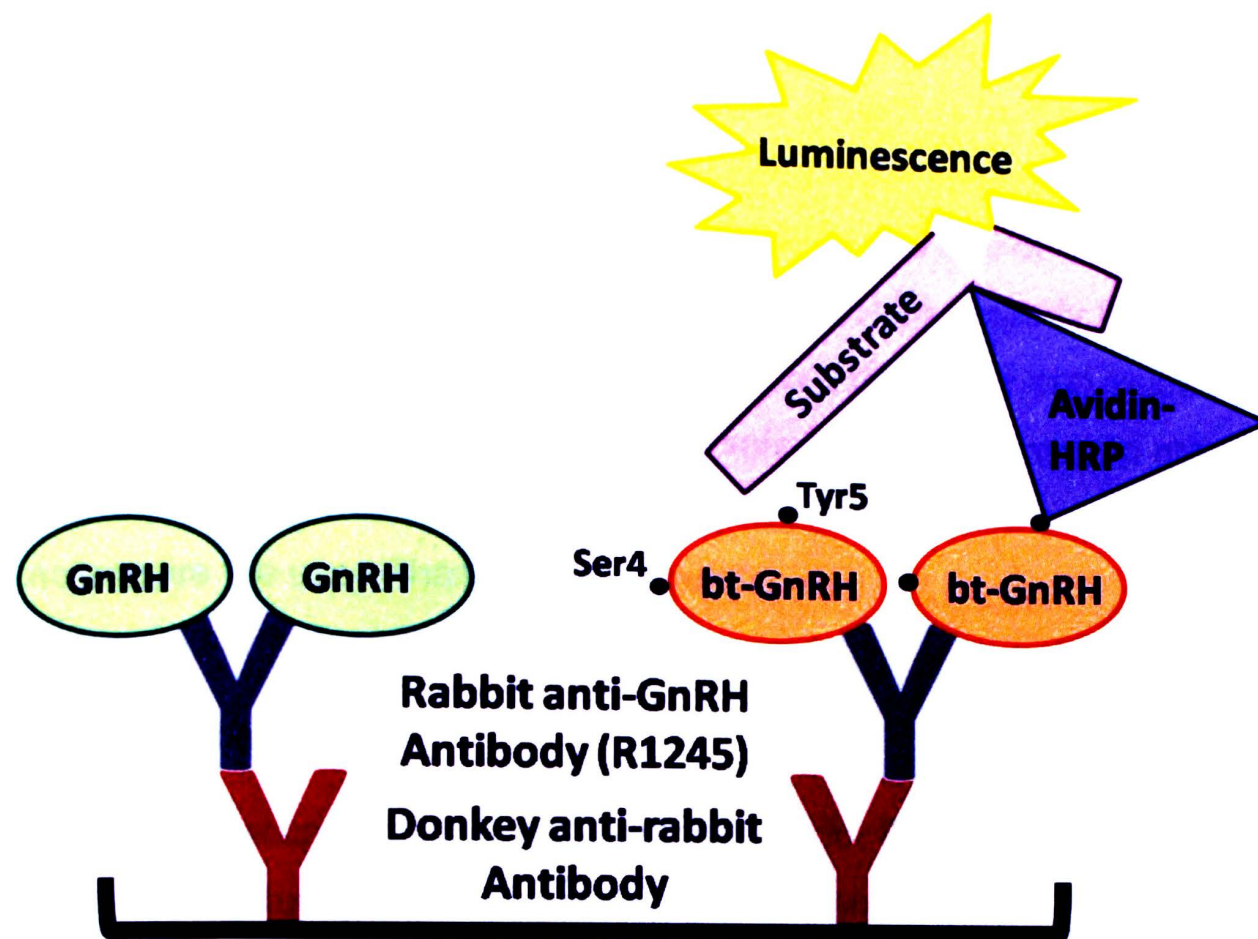 Luminescence
Substrate
Avidin-
HRP
Tyr5
Ser4
GnRH
GnRH
bt-GnRH
bt-GnRH
Rabbit anti-GnRH
Antibody (R1245)
Donkey anti-rabbit
Antibody